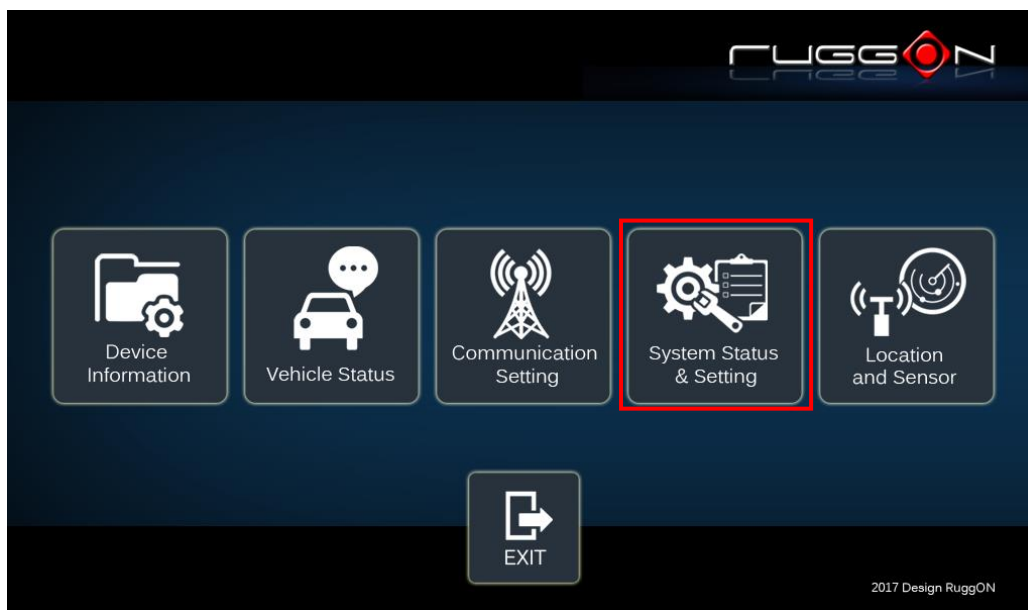 ruggON
Device
Information
Vehicle Status
Communication
Setting
System Status
& Setting
Location
and Sensor
EXIT
2017 Design RuggON